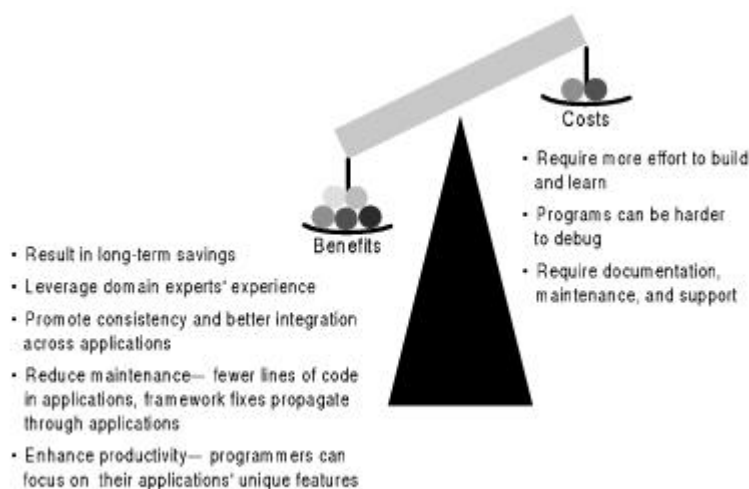 Costs
• Require more effort to build
and learn
• Programs can be harder
to debug
• Require documentation,
maintenance, and support
Benefits
• Result in long-term savings
• Leverage domain experts' experience
• Promote consistency and better integration
across applications
• Reduce maintenance— fewer lines of code
in applications, framework fixes propagate
through applications
• Enhance productivity— programmers can
focus on their applications' unique features